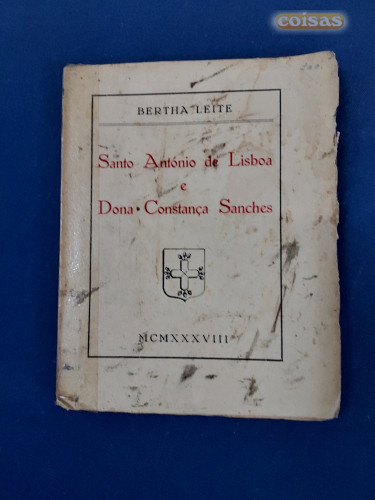 coisas
BERTHA LEITE
Santo António de Lisboa
e
Dona Constança Sanches
MCMXXXVIII